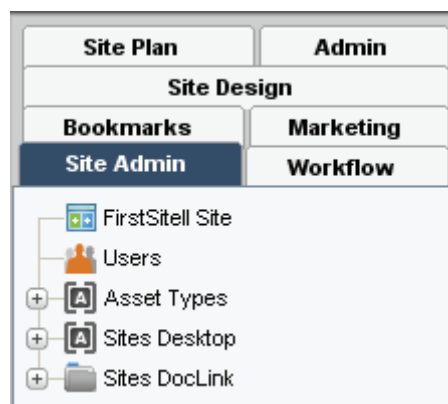 Site Plan Admin
Site Design
Bookmarks Marketing
Site Admin Workflow
FirstSiteII Site
Users
Asset Types
Sites Desktop
Sites DocLink